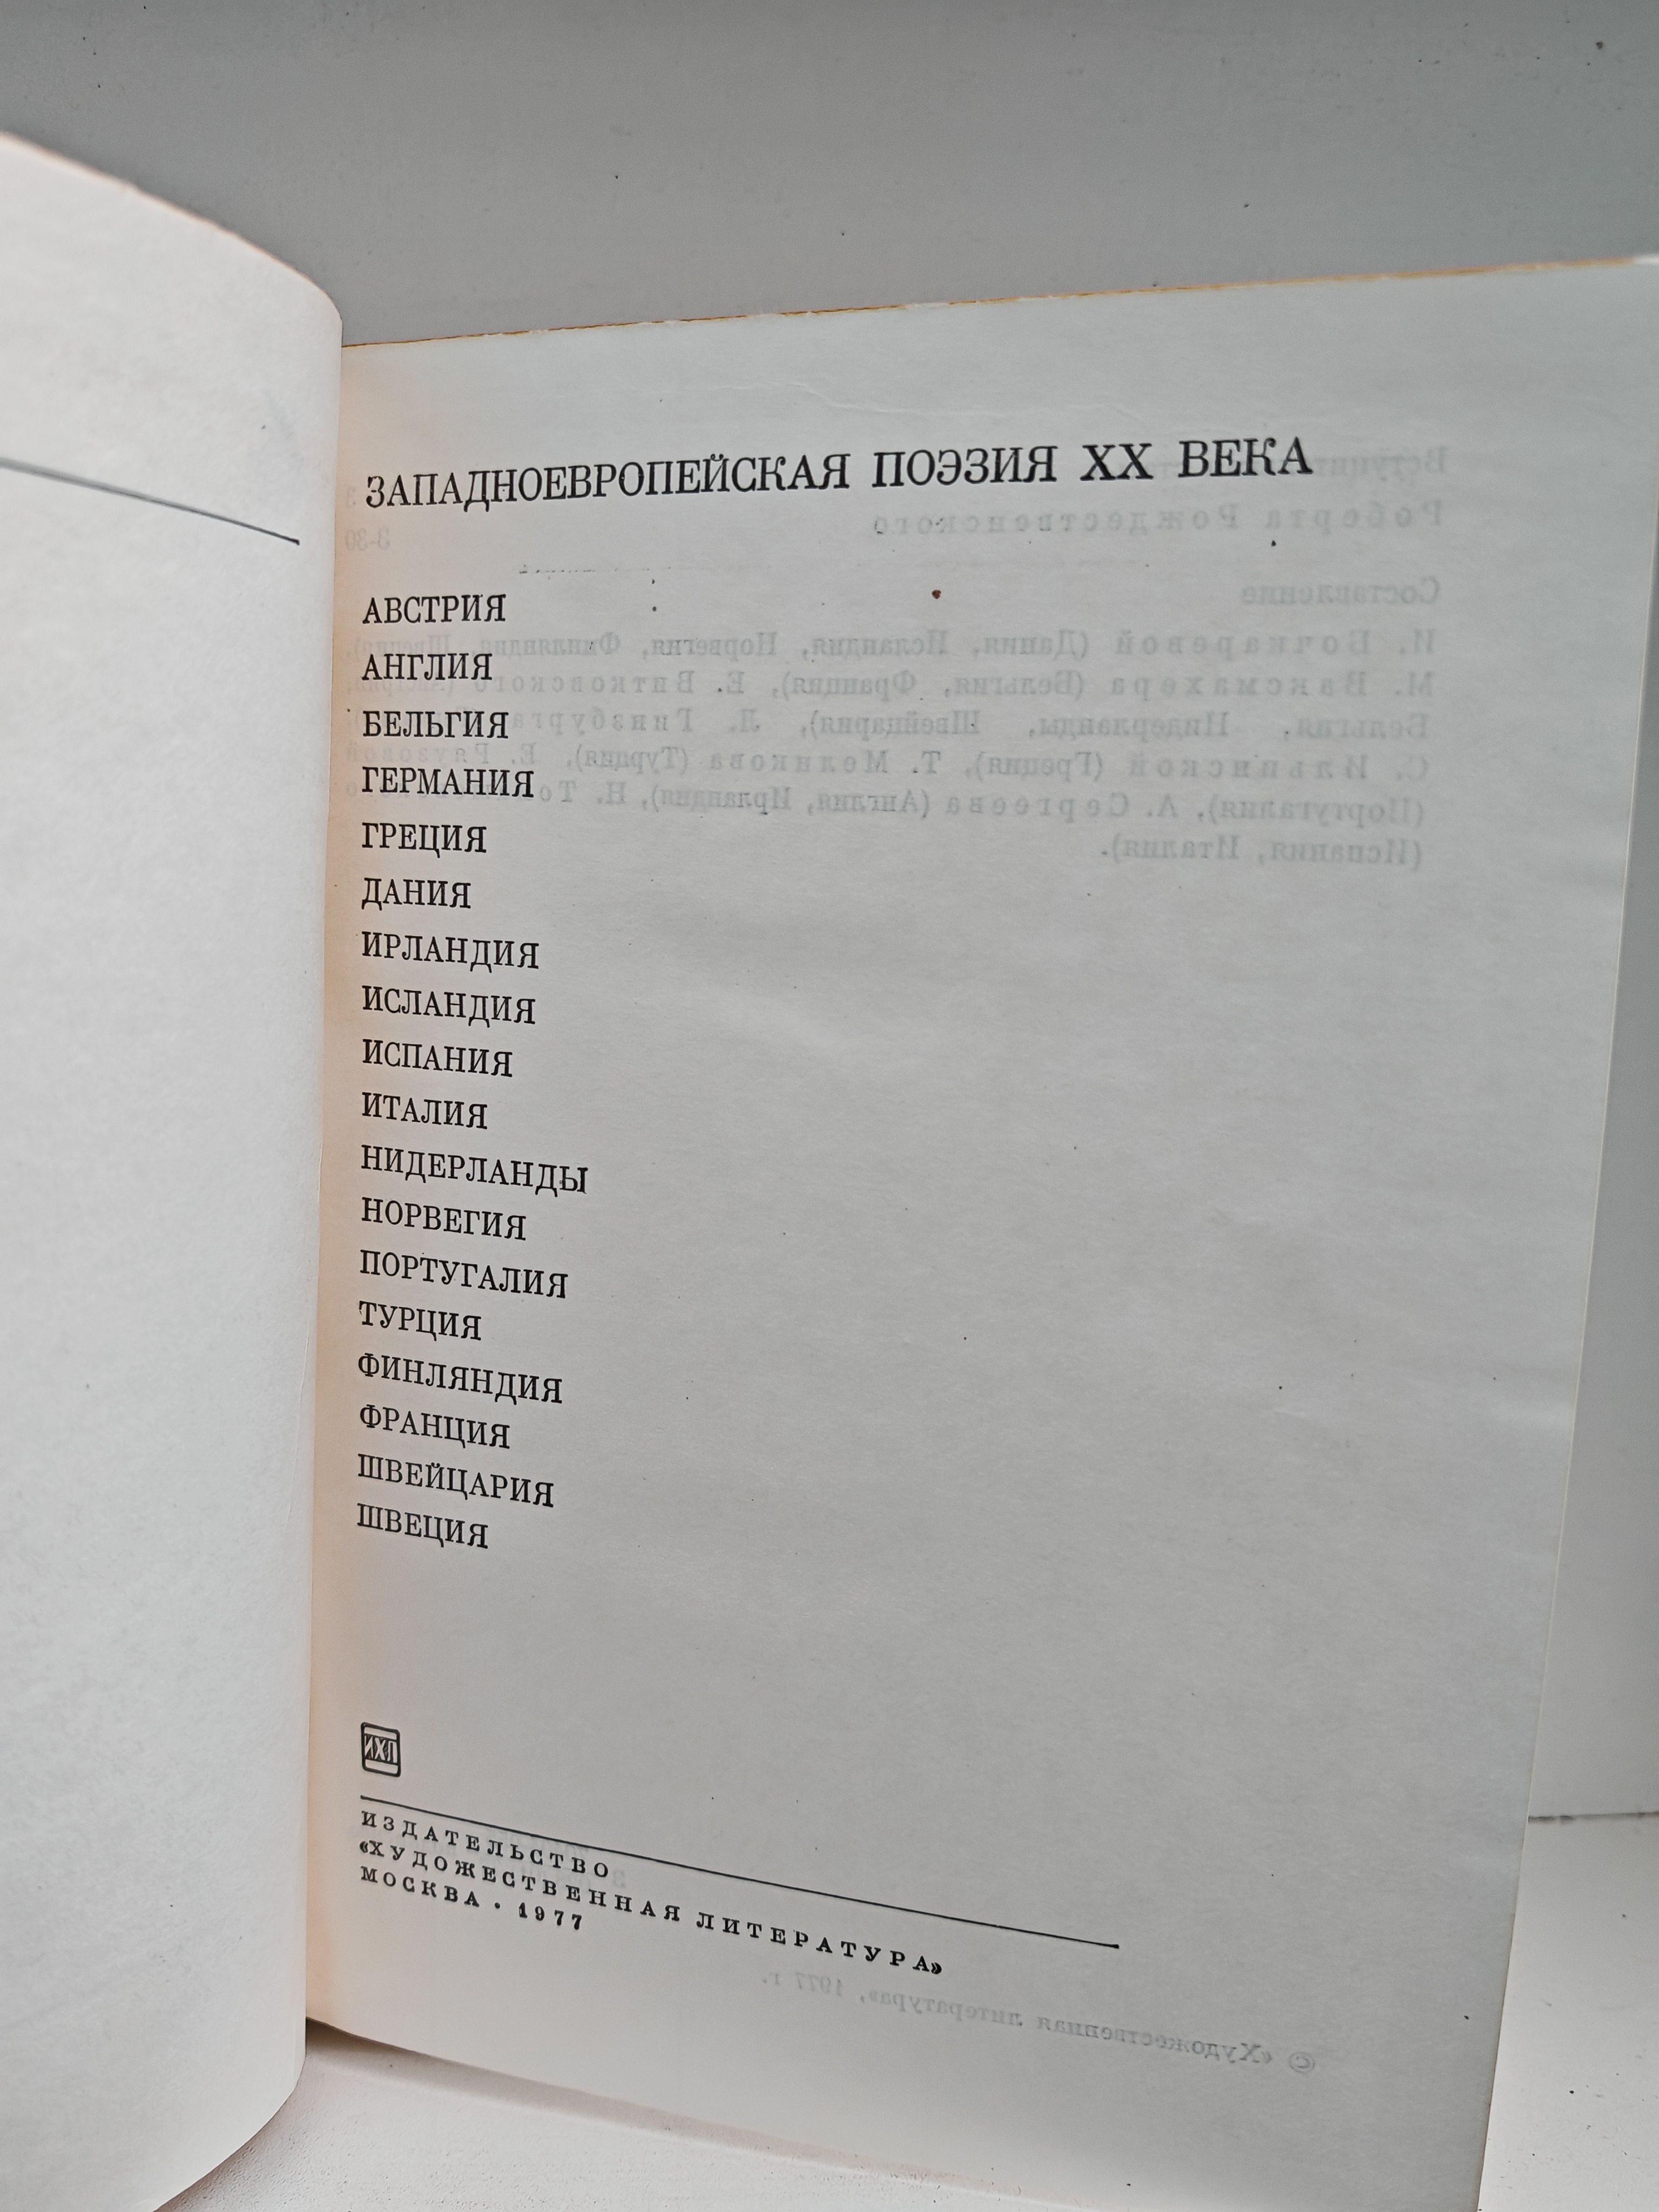 ЗАПАДНОЕВРОПЕЙСКАЯ ПОЭЗИЯ XX ВЕКА
АВСТРИЯ
АНГЛИЯ
БЕЛЬГИЯ
ГЕРМАНИЯ
ГРЕЦИЯ
ДАНИЯ
ИРЛАНДИЯ
ИСЛАНДИЯ
ИСПАНИЯ
ИТАЛИЯ
НИДЕРЛАНДЫ
НОРВЕГИЯ
ПОРТУГАЛИЯ
ТУРЦИЯ
ФИНЛЯНДИЯ
ФРАНЦИЯ
ШВЕЙЦАРИЯ
ШВЕЦИЯ
ИХЛ
ИЗДАТЕЛЬСТВО
«ХУДОЖЕСТВЕННАЯ ЛИТЕРАТУРА»
МОСКВА · 1977